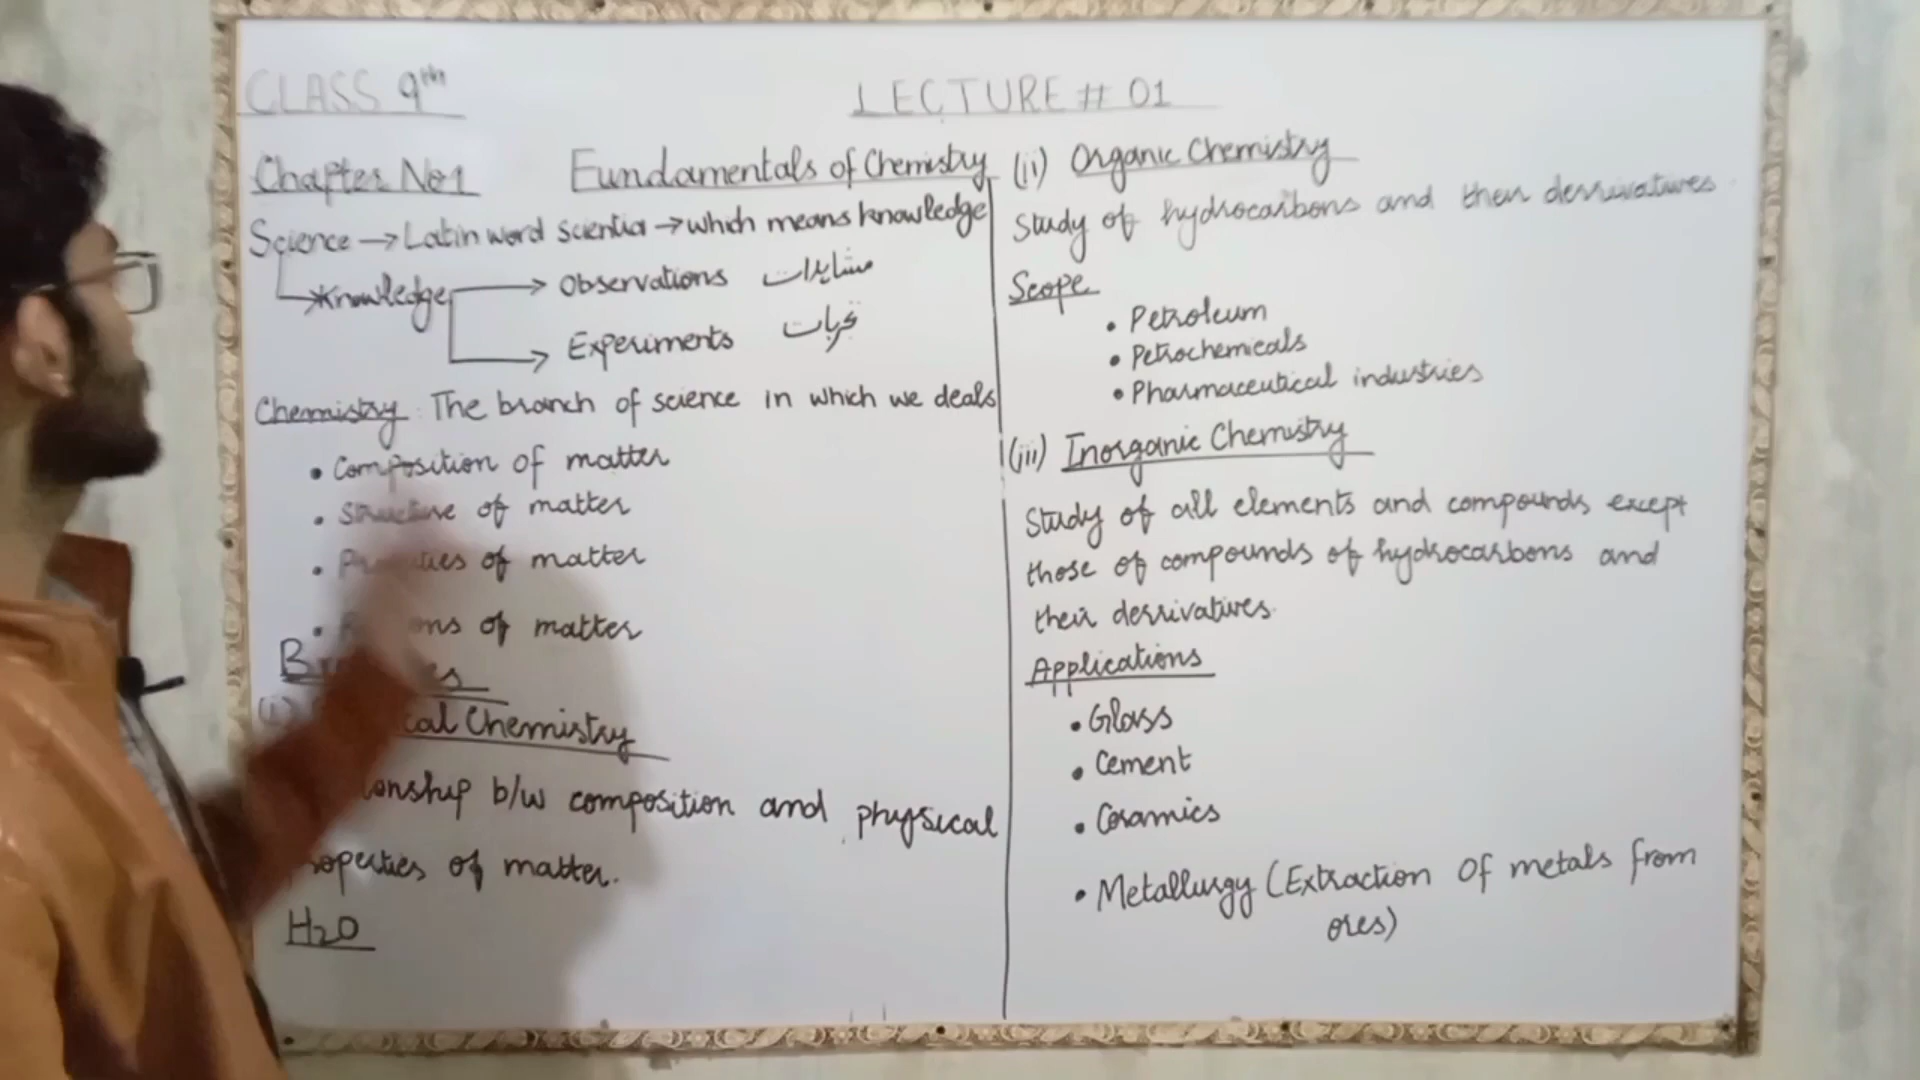 CLASS 9th
LECTURE # 01
Chapter No1
Fundamentals of Chemistry
Science → Latin word scientia → which means knowledge
Knowledge
Observations مشاہدات
Experiments تجربات
Chemistry: The branch of science in which we deals
• Composition of matter
• Structure of matter
• Properties of matter
• of matter
(i) Chemistry
b/w composition and physical
of matter.
H2O
(ii) Organic Chemistry
Study of hydrocarbons and their derrivatives
Scope
• Petroleum
• Petrochemicals
• Pharmaceutical industries
(iii) Inorganic Chemistry
Study of all elements and compounds except
those of compounds of hydrocarbons and
their derrivatives.
Applications
• Glass
• Cement
• Ceramics
• Metallurgy (Extraction of metals from
ores)